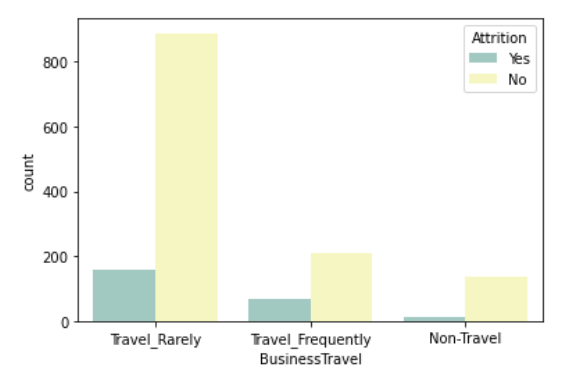 Attrition
Yes
No
800
600
400
200
0
count
Travel_Rarely Travel_Frequently Non-Travel
BusinessTravel